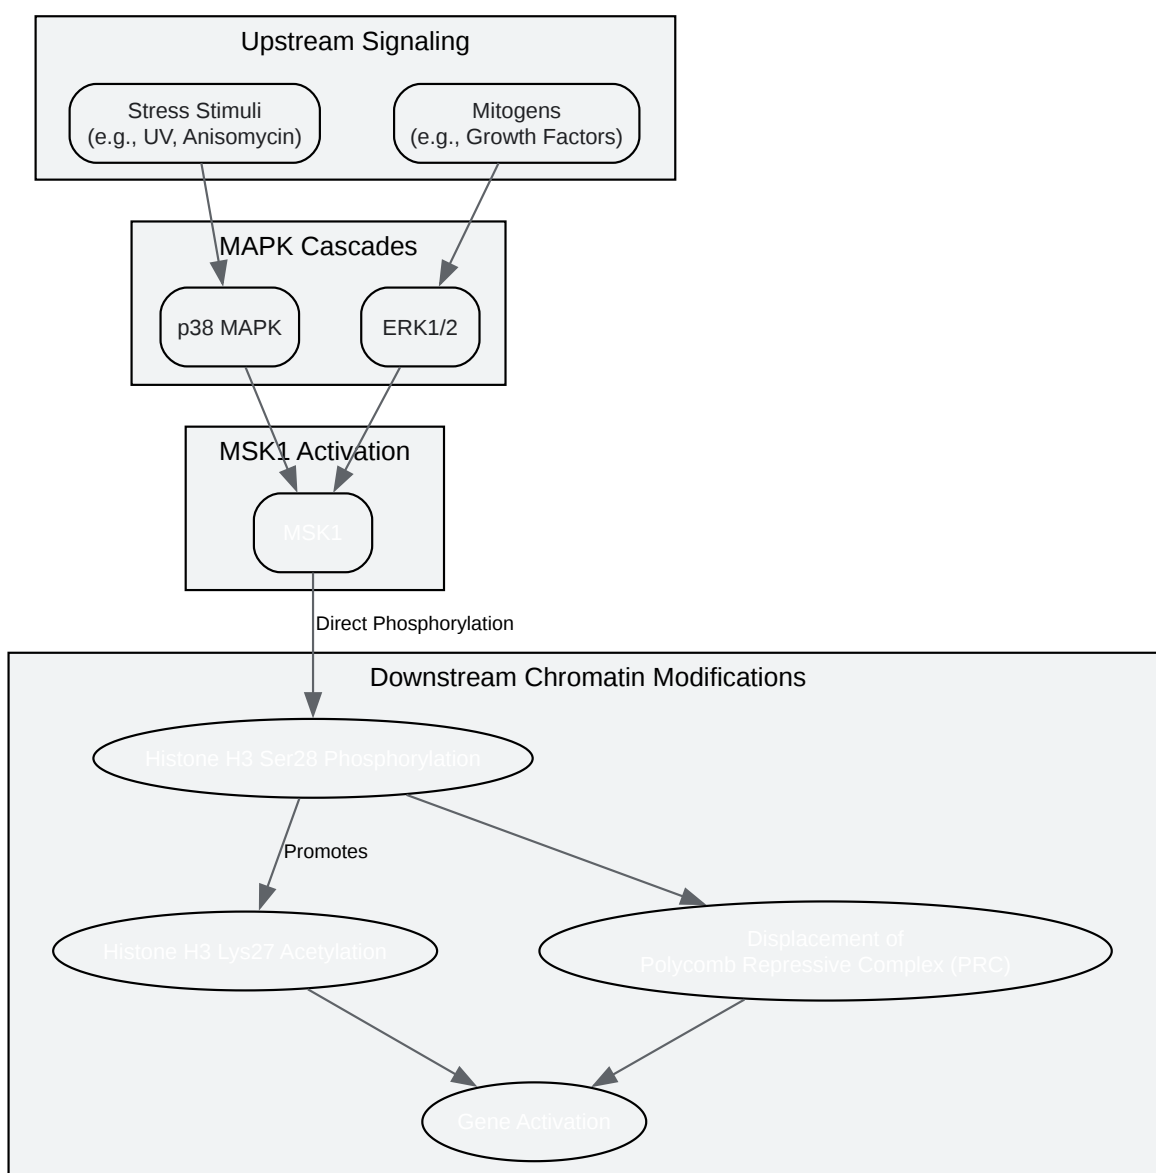 Upstream Signaling
Stress Stimuli
(e.g., UV, Anisomycin)
Mitogens
(e.g., Growth Factors)
MAPK Cascades
p38 MAPK
ERK1/2
MSK1 Activation
MSK1
Direct Phosphorylation
Downstream Chromatin Modifications
Histone H3 Ser28 Phosphorylation
Promotes
Histone H3 Lys27 Acetylation
Displacement of
Polycomb Repressive Complex (PRC)
Gene Activation